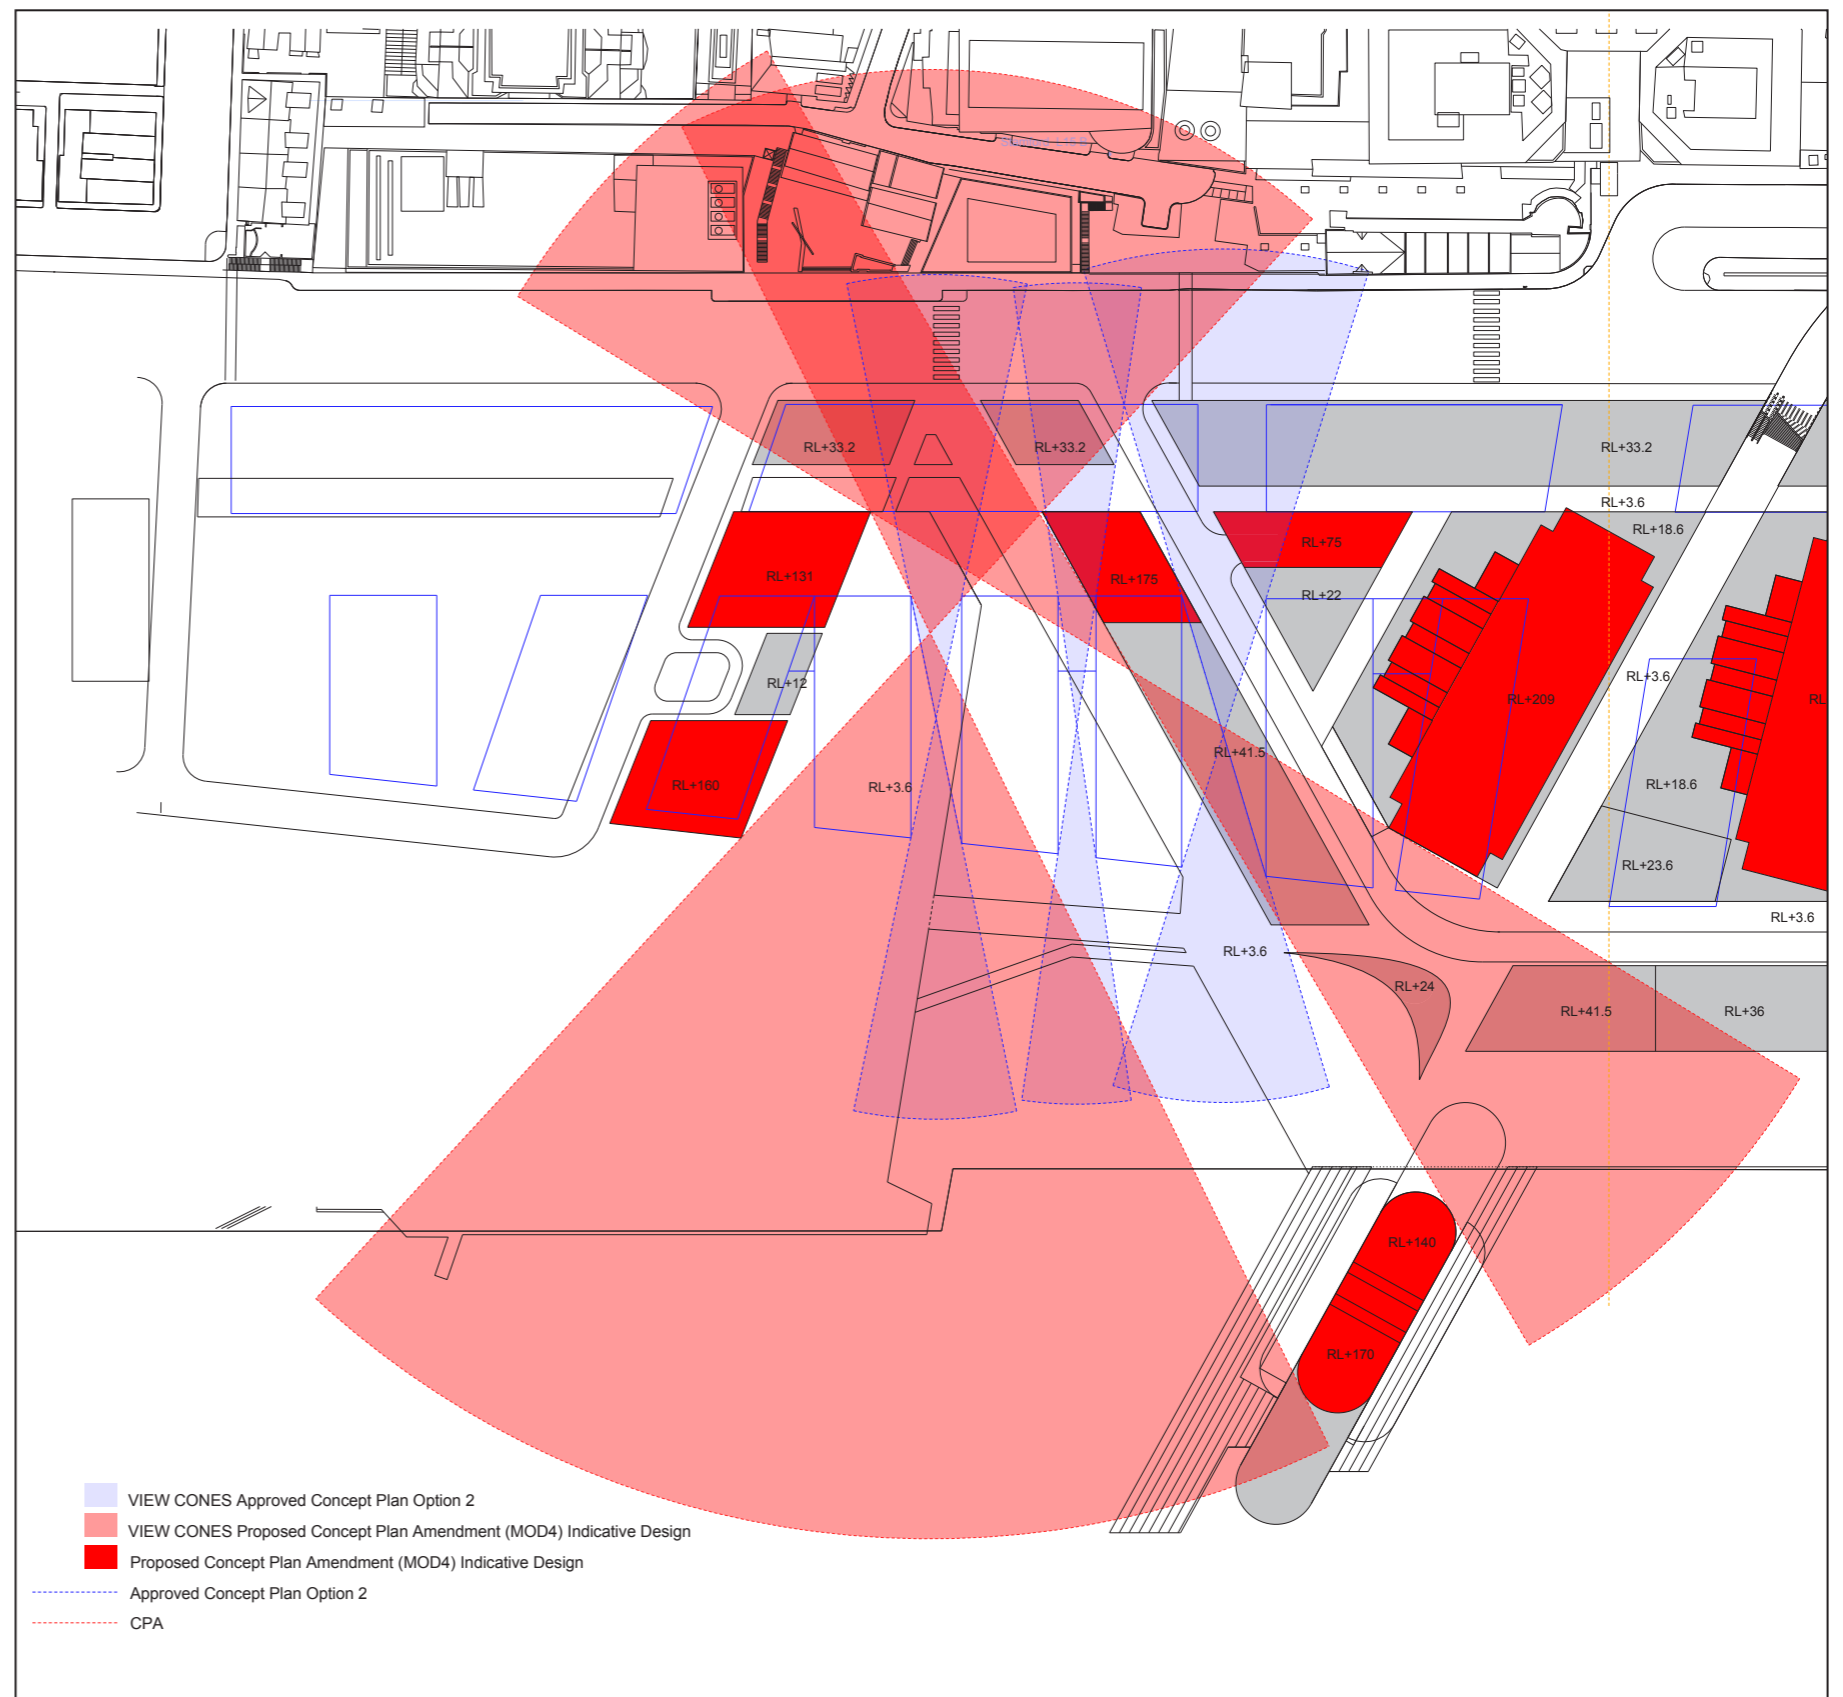 RL+33.2
RL+33.2
RL+33.2
RL+3.6
RL+18.6
RL+75
RL+131
RL+175
RL+22
RL+3.6
RL+12
RL+209
RL+41.5
RL+160
RL+3.6
RL+18.6
RL+23.6
RL+3.6
RL+3.6
RL+24
RL+41.5
RL+36
RL+140
RL+170
VIEW CONES Approved Concept Plan Option 2
VIEW CONES Proposed Concept Plan Amendment (MOD4) Indicative Design
Proposed Concept Plan Amendment (MOD4) Indicative Design
Approved Concept Plan Option 2
CPA